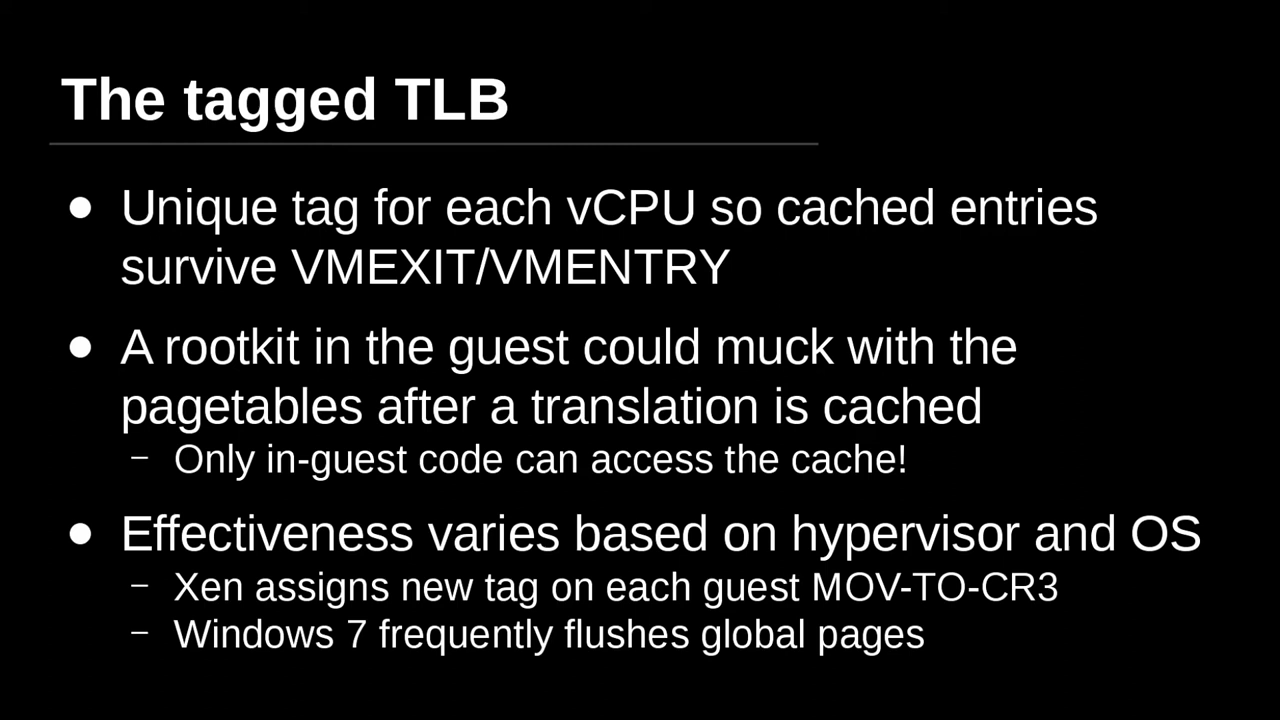 The tagged TLB
● Unique tag for each vCPU so cached entries
survive VMEXIT/VMENTRY
● A rootkit in the guest could muck with the
pagetables after a translation is cached
– Only in-guest code can access the cache!
● Effectiveness varies based on hypervisor and OS
– Xen assigns new tag on each guest MOV-TO-CR3
– Windows 7 frequently flushes global pages